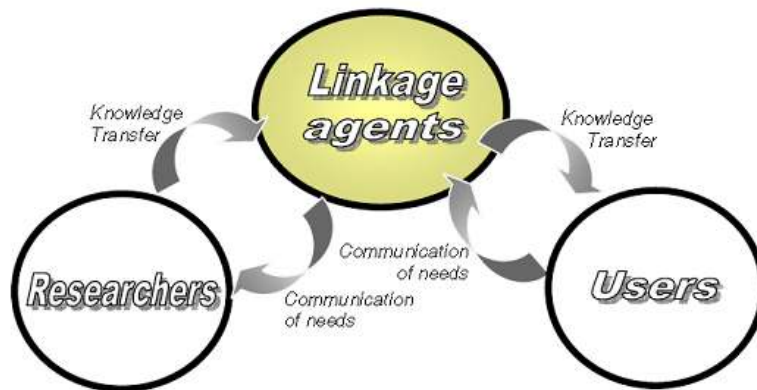 Linkage
agents
Knowledge
Transfer
Knowledge
Transfer
Researchers
Communication
of needs
Communication
of needs
Users